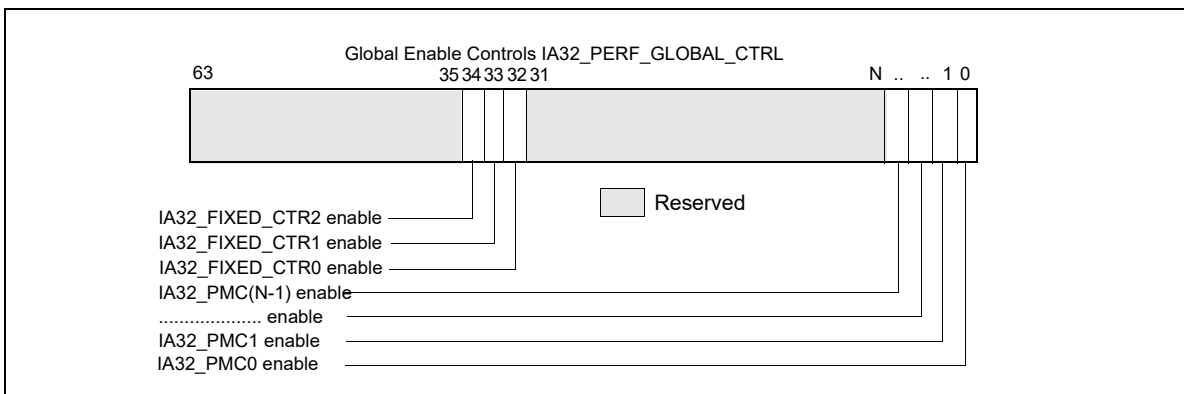 Global Enable Controls IA32_PERF_GLOBAL_CTRL
63 35 34 33 32 31 N .. .. 1 0
Reserved
IA32_FIXED_CTR2 enable
IA32_FIXED_CTR1 enable
IA32_FIXED_CTR0 enable
IA32_PMC(N-1) enable
.................... enable
IA32_PMC1 enable
IA32_PMC0 enable